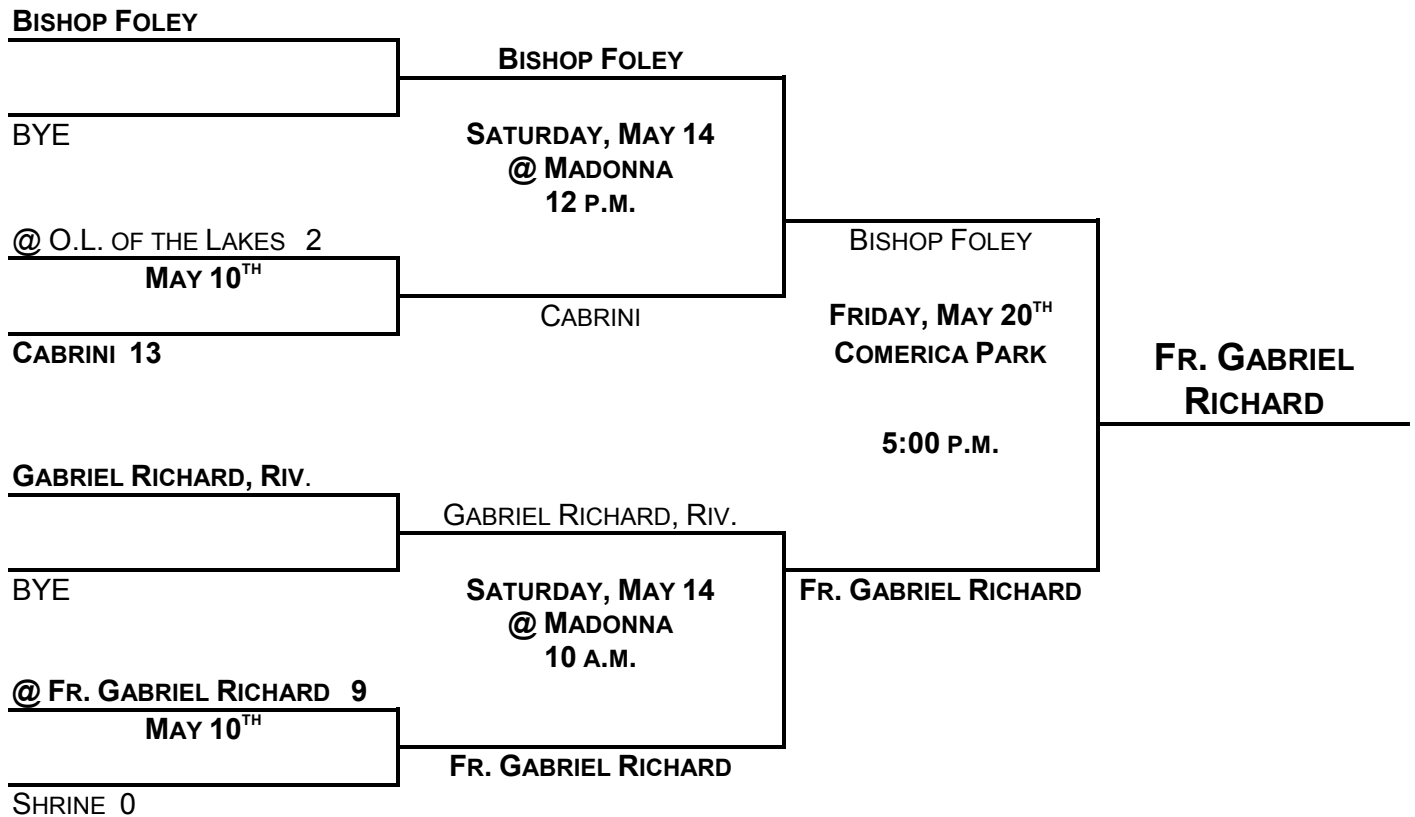 BISHOP FOLEY
BISHOP FOLEY
BYE
SATURDAY, MAY 14
@ MADONNA
12 P.M.
@ O.L. OF THE LAKES 2
MAY 10TH
CABRINI
CABRINI 13
BISHOP FOLEY
FRIDAY, MAY 20TH
COMERICA PARK
5:00 P.M.
FR. GABRIEL
RICHARD
GABRIEL RICHARD, RIV.
GABRIEL RICHARD, RIV.
BYE
SATURDAY, MAY 14
@ MADONNA
10 A.M.
FR. GABRIEL RICHARD
@ FR. GABRIEL RICHARD 9
MAY 10TH
FR. GABRIEL RICHARD
SHRINE 0